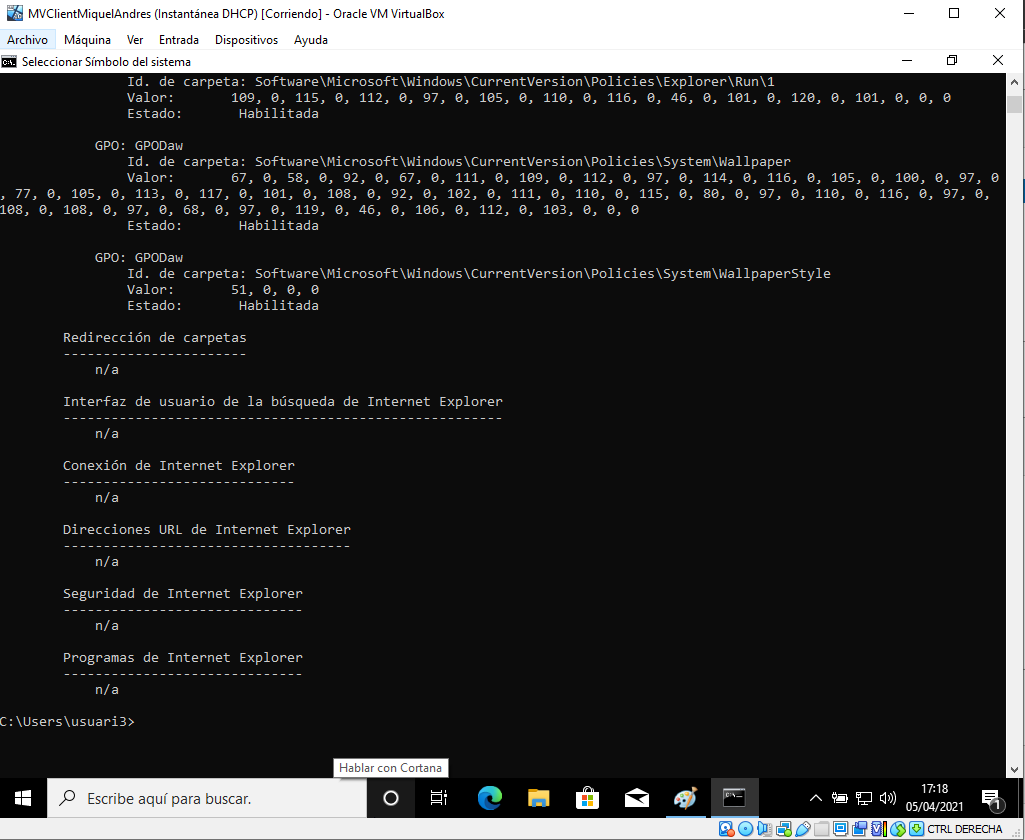 MVClientMiquelAndres (Instantánea DHCP) [Corriendo] - Oracle VM VirtualBox
Archivo Máquina Ver Entrada Dispositivos Ayuda
Seleccionar Símbolo del sistema
Id. de carpeta: Software\Microsoft\Windows\CurrentVersion\Policies\Explorer\Run\1
Valor: 109, 0, 115, 0, 112, 0, 97, 0, 105, 0, 110, 0, 116, 0, 46, 0, 101, 0, 120, 0, 101, 0, 0, 0
Estado: Habilitada
GPO: GPODaw
Id. de carpeta: Software\Microsoft\Windows\CurrentVersion\Policies\System\Wallpaper
Valor: 67, 0, 58, 0, 92, 0, 67, 0, 111, 0, 109, 0, 112, 0, 97, 0, 114, 0, 116, 0, 105, 0, 100, 0, 97, 0
, 77, 0, 105, 0, 113, 0, 117, 0, 101, 0, 108, 0, 92, 0, 102, 0, 111, 0, 110, 0, 115, 0, 80, 0, 97, 0, 110, 0, 116, 0, 97, 0,
108, 0, 108, 0, 97, 0, 68, 0, 97, 0, 119, 0, 46, 0, 106, 0, 112, 0, 103, 0, 0, 0
Estado: Habilitada
GPO: GPODaw
Id. de carpeta: Software\Microsoft\Windows\CurrentVersion\Policies\System\WallpaperStyle
Valor: 51, 0, 0, 0
Estado: Habilitada
Redirección de carpetas
-----------------------
n/a
Interfaz de usuario de la búsqueda de Internet Explorer
-------------------------------------------------------
n/a
Conexión de Internet Explorer
-----------------------------
n/a
Direcciones URL de Internet Explorer
------------------------------------
n/a
Seguridad de Internet Explorer
------------------------------
n/a
Programas de Internet Explorer
------------------------------
n/a
C:\Users\usuari3>
Hablar con Cortana
Escribe aquí para buscar.
17:18
05/04/2021
1
CTRL DERECHA